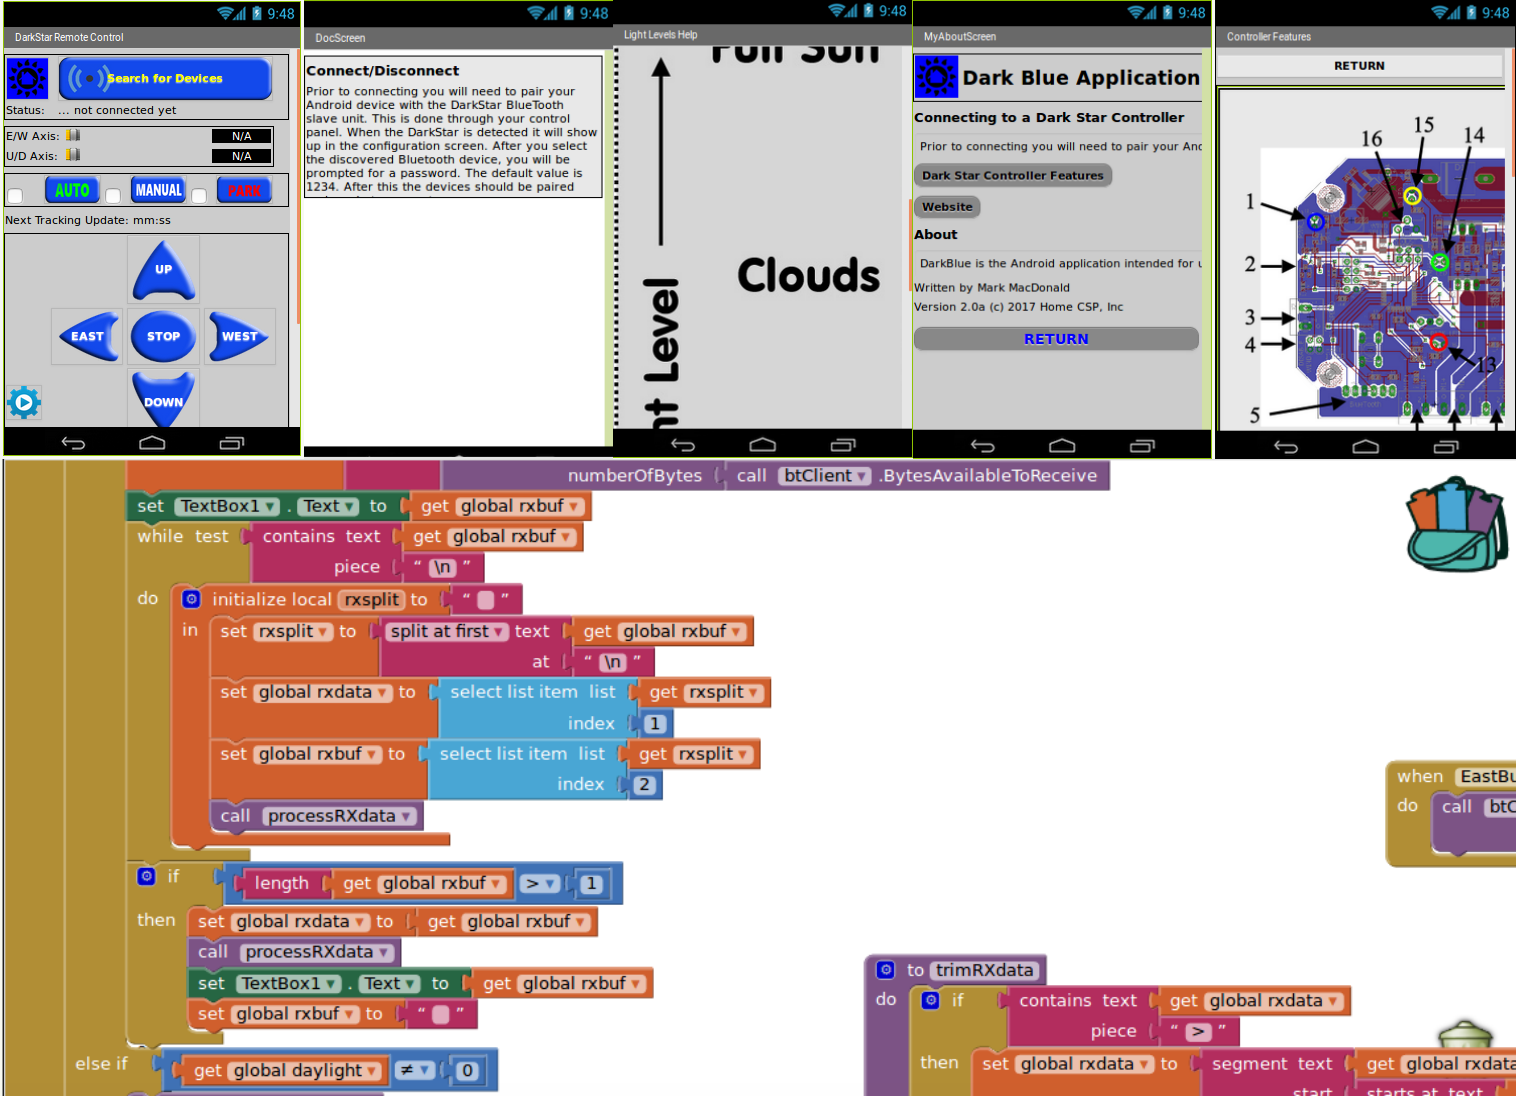 9:48
DarkStar Remote Control
Search for Devices
Status: ... not connected yet
E/W Axis: N/A
U/D Axis: N/A
AUTO MANUAL PARK
Next Tracking Update: mm:ss
UP
EAST STOP WEST
DOWN
9:48
DocScreen
Connect/Disconnect
Prior to connecting you will need to pair your
Android device with the DarkStar BlueTooth
slave unit. This is done through your control
panel. When the DarkStar is detected it will show
up in the configuration screen. After you select
the discovered Bluetooth device, you will be
prompted for a password. The default value is
1234. After this the devices should be paired
9:48
Light Levels Help
Full Sun
Clouds
ht Level
9:48
MyAboutScreen
Dark Blue Application
Connecting to a Dark Star Controller
Prior to connecting you will need to pair your And
Dark Star Controller Features
Website
About
DarkBlue is the Android application intended for u
Written by Mark MacDonald
Version 2.0a (c) 2017 Home CSP, Inc
RETURN
9:48
Controller Features
RETURN
16 15 14
1
2
3
4
13
5
numberOfBytes call btClient .BytesAvailableToReceive
set TextBox1 . Text to get global rxbuf
while test contains text get global rxbuf
piece “ \n ”
do initialize local rxsplit to “ ”
in set rxsplit to split at first text get global rxbuf
at “ \n ”
set global rxdata to select list item list get rxsplit
index 1
set global rxbuf to select list item list get rxsplit
index 2
call processRXdata
if length get global rxbuf > 1
then set global rxdata to get global rxbuf
call processRXdata
set TextBox1 . Text to get global rxbuf
set global rxbuf to “ ”
else if get global daylight ≠ 0
when EastBu
do call btC
to trimRXdata
do if contains text get global rxdata
piece “ > ”
then set global rxdata to segment text get global rxdata
start starts at text